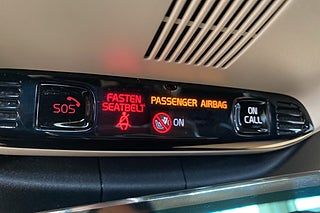 SOS
FASTEN
SEATBELT
PASSENGER AIRBAG
ON
ON
CALL